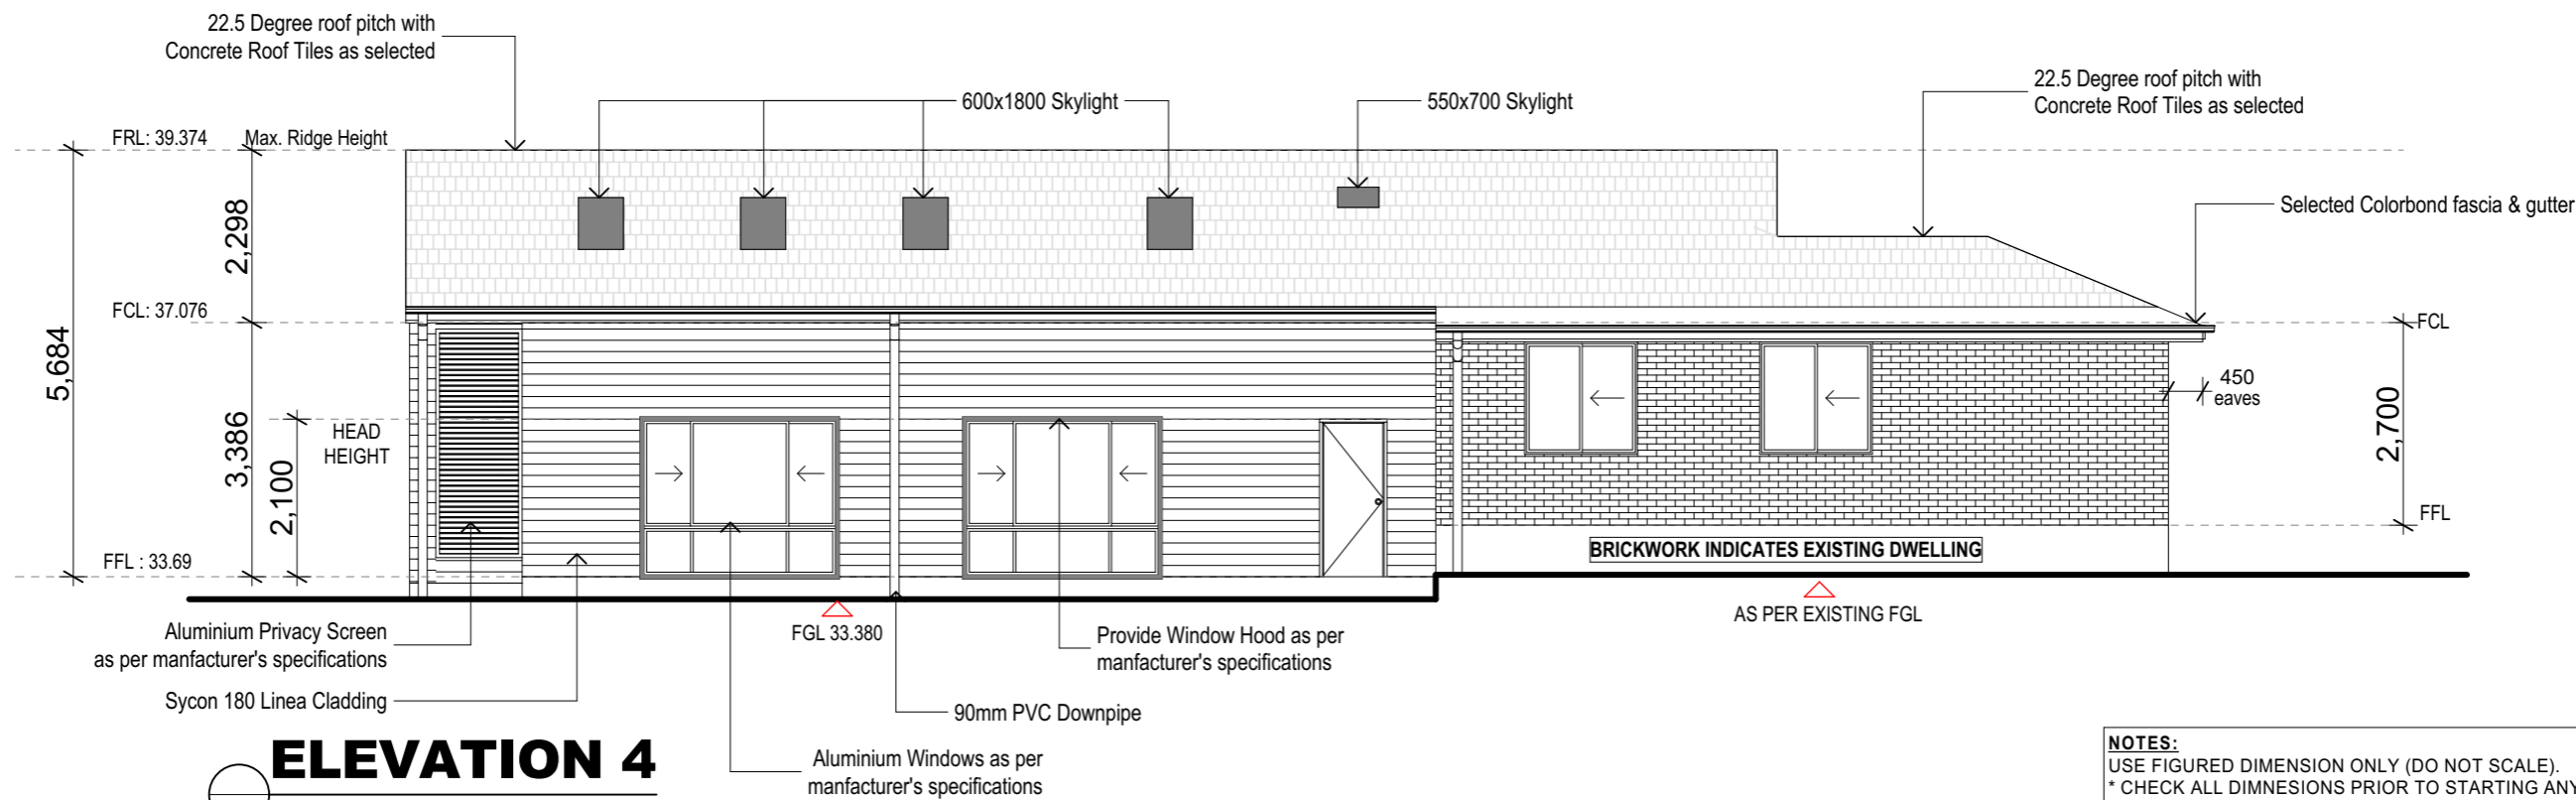 22.5 Degree roof pitch with
Concrete Roof Tiles as selected
600x1800 Skylight
550x700 Skylight
22.5 Degree roof pitch with
Concrete Roof Tiles as selected
FRL: 39.374
Max. Ridge Height
Selected Colorbond fascia & gutter
2,298
FCL: 37.076
FCL
5,684
3,386
2,100
HEAD
HEIGHT
450
eaves
2,700
FFL
FFL : 33.69
BRICKWORK INDICATES EXISTING DWELLING
AS PER EXISTING FGL
FGL 33.380
Aluminium Privacy Screen
as per manfacturer's specifications
Provide Window Hood as per
manfacturer's specifications
Sycon 180 Linea Cladding
90mm PVC Downpipe
ELEVATION 4
Aluminium Windows as per
manfacturer's specifications
NOTES:
USE FIGURED DIMENSION ONLY (DO NOT SCALE).
* CHECK ALL DIMNESIONS PRIOR TO STARTING ANY